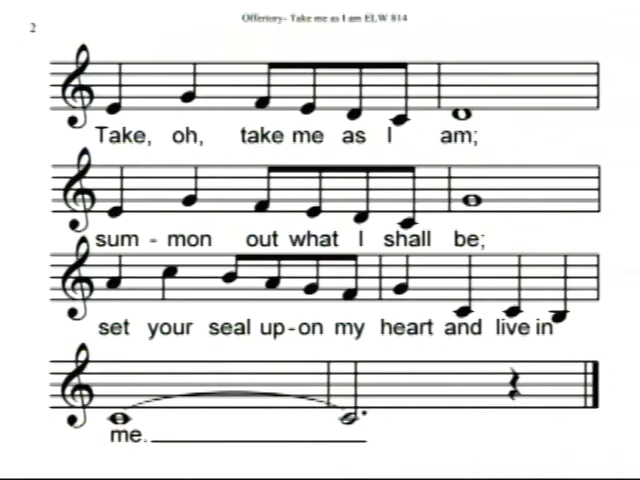 Offertory- Take me as I am ELW 814
2
Take, oh, take me as I am;
sum - mon out what I shall be;
set your seal up-on my heart and live in
me.